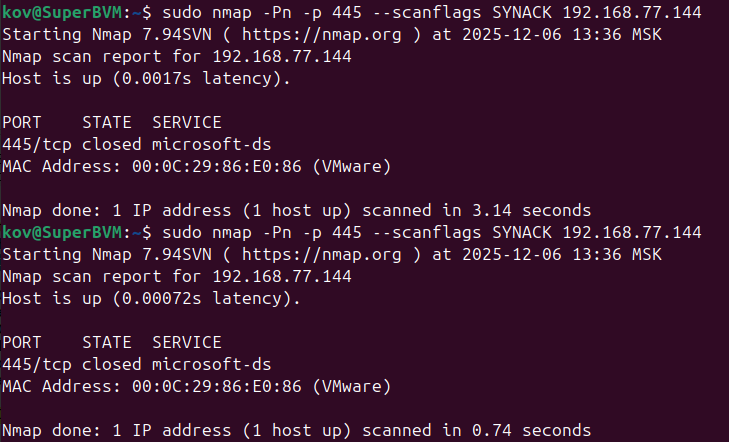 kov@SuperBVM:~$ sudo nmap -Pn -p 445 --scanflags SYNACK 192.168.77.144
Starting Nmap 7.94SVN ( https://nmap.org ) at 2025-12-06 13:36 MSK
Nmap scan report for 192.168.77.144
Host is up (0.0017s latency).
PORT    STATE  SERVICE
445/tcp closed microsoft-ds
MAC Address: 00:0C:29:86:E0:86 (VMware)
Nmap done: 1 IP address (1 host up) scanned in 3.14 seconds
kov@SuperBVM:~$ sudo nmap -Pn -p 445 --scanflags SYNACK 192.168.77.144
Starting Nmap 7.94SVN ( https://nmap.org ) at 2025-12-06 13:36 MSK
Nmap scan report for 192.168.77.144
Host is up (0.00072s latency).
PORT    STATE  SERVICE
445/tcp closed microsoft-ds
MAC Address: 00:0C:29:86:E0:86 (VMware)
Nmap done: 1 IP address (1 host up) scanned in 0.74 seconds